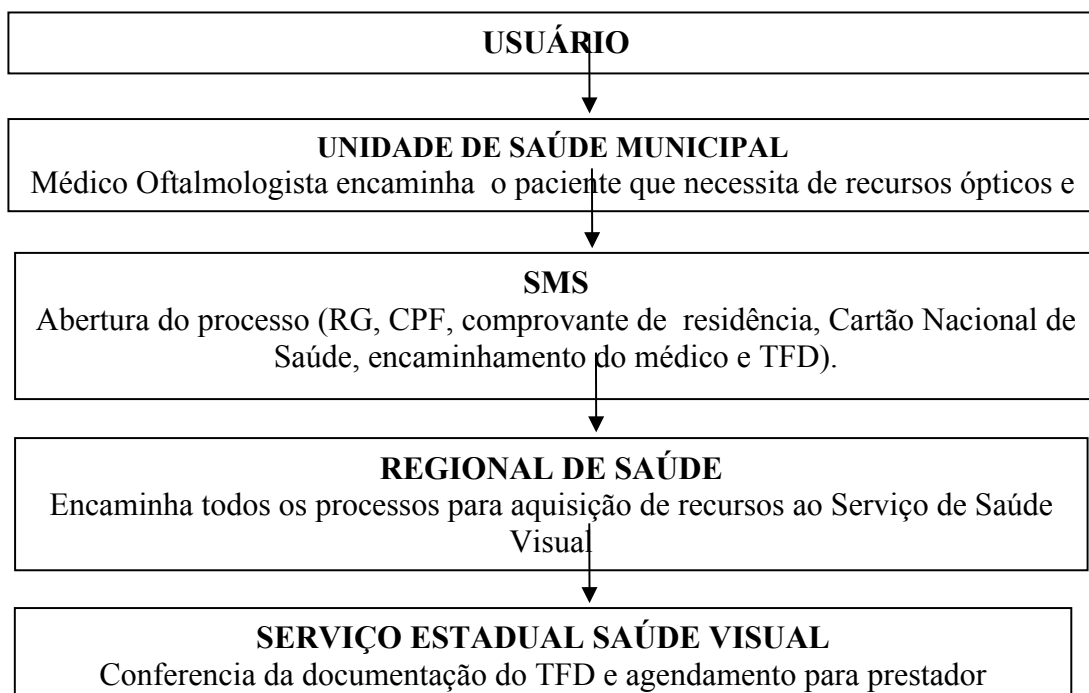 USUÁRIO
UNIDADE DE SAÚDE MUNICIPAL
Médico Oftalmologista encaminha o paciente que necessita de recursos ópticos e
SMS
Abertura do processo (RG, CPF, comprovante de residência, Cartão Nacional de
Saúde, encaminhamento do médico e TFD).
REGIONAL DE SAÚDE
Encaminha todos os processos para aquisição de recursos ao Serviço de Saúde
Visual
SERVIÇO ESTADUAL SAÚDE VISUAL
Conferencia da documentação do TFD e agendamento para prestador